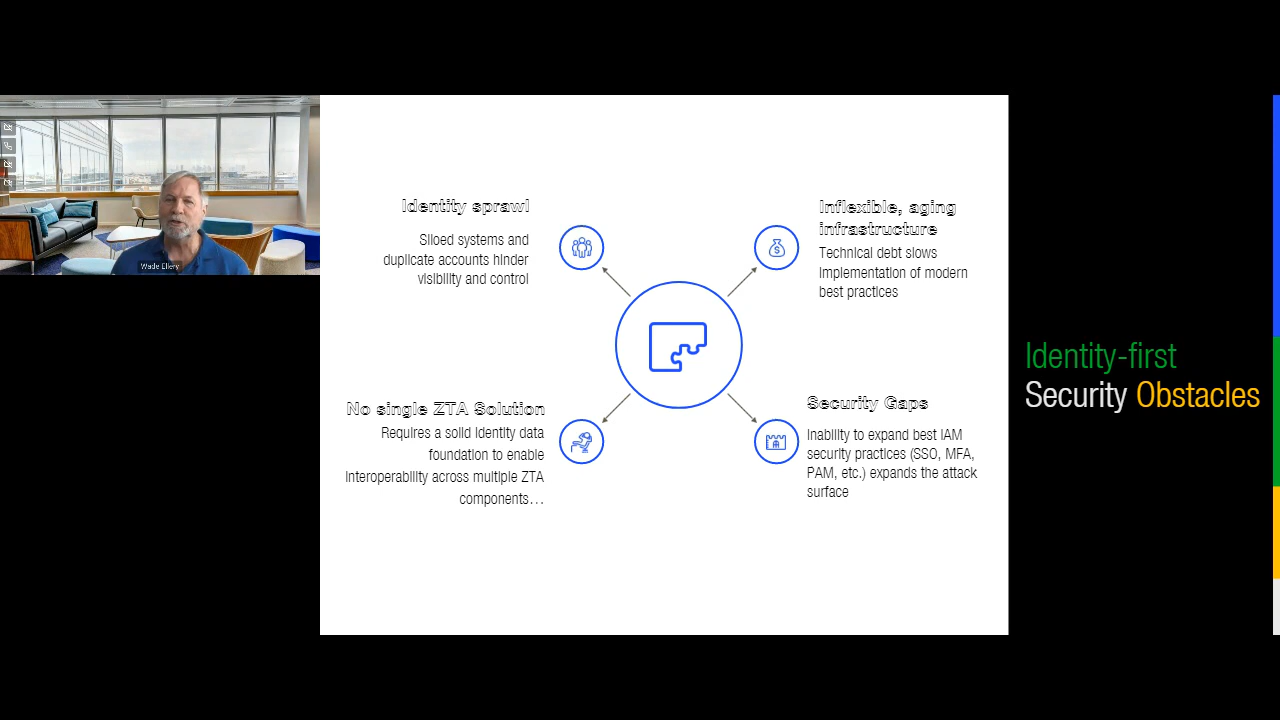 Wade Ellery
Identity sprawl
Siloed systems and
duplicate accounts hinder
visibility and control
Inflexible, aging
infrastructure
Technical debt slows
implementation of modern
best practices
No single ZTA Solution
Requires a solid identity data
foundation to enable
interoperability across multiple ZTA
components…
Security Gaps
Inability to expand best IAM
security practices (SSO, MFA,
PAM, etc.) expands the attack
surface
Identity-first
Security Obstacles